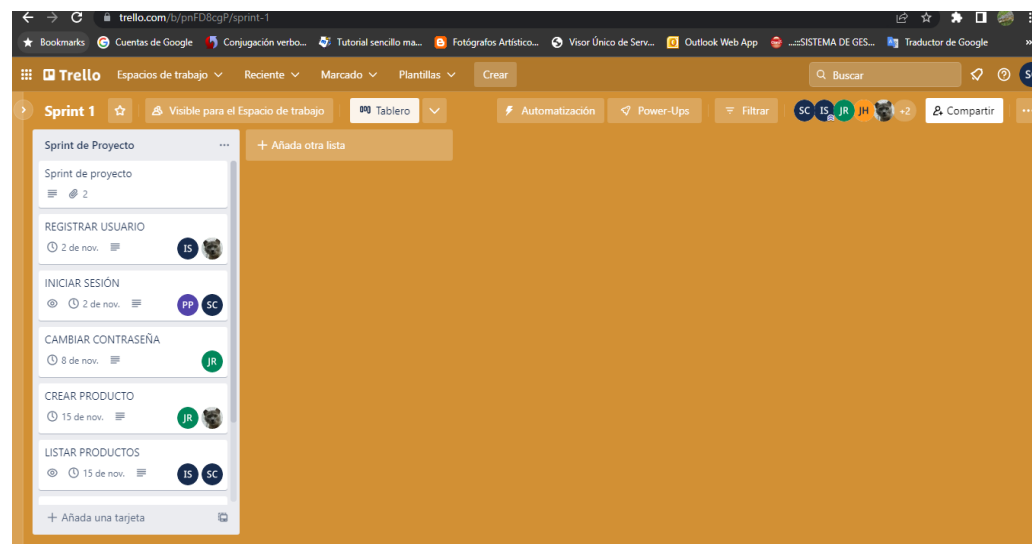 trello.com/b/pnFD8cgP/sprint-1
Bookmarks Cuentas de Google Conjugación verbo... Tutorial sencillo ma... Fotógrafos Artístico... Visor Único de Serv... Outlook Web App ...::SISTEMA DE GES... Traductor de Google »
Trello Espacios de trabajo Reciente Marcado Plantillas Crear Buscar
Sprint 1 Visible para el Espacio de trabajo Tablero Automatización Power-Ups Filtrar SC IS JR JH +2 Compartir
Sprint de Proyecto ... + Añada otra lista
Sprint de proyecto
2
REGISTRAR USUARIO
2 de nov. IS
INICIAR SESIÓN
2 de nov. PP SC
CAMBIAR CONTRASEÑA
8 de nov. JR
CREAR PRODUCTO
15 de nov. JR
LISTAR PRODUCTOS
15 de nov. IS SC
+ Añada una tarjeta